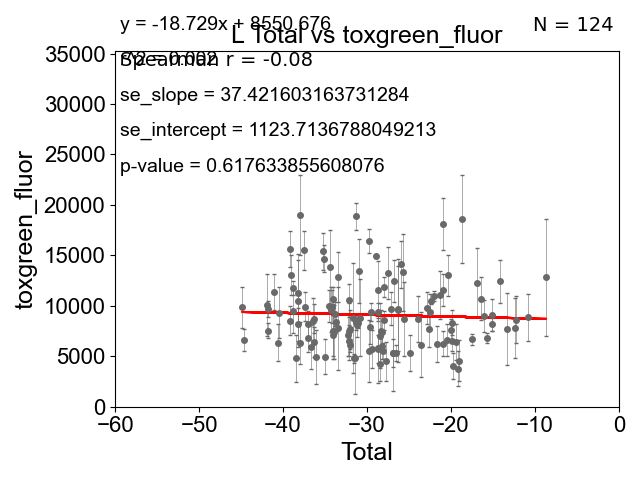 y = -18.729x + 8550.676
N = 124
L Total vs toxgreen_fluor
r^2 = 0.002
Spearman r = -0.08
se_slope = 37.421603163731284
se_intercept = 1123.7136788049213
p-value = 0.617633855608076
35000
30000
25000
20000
15000
10000
5000
0
toxgreen_fluor
−60
−50
−40
−30
−20
−10
0
Total